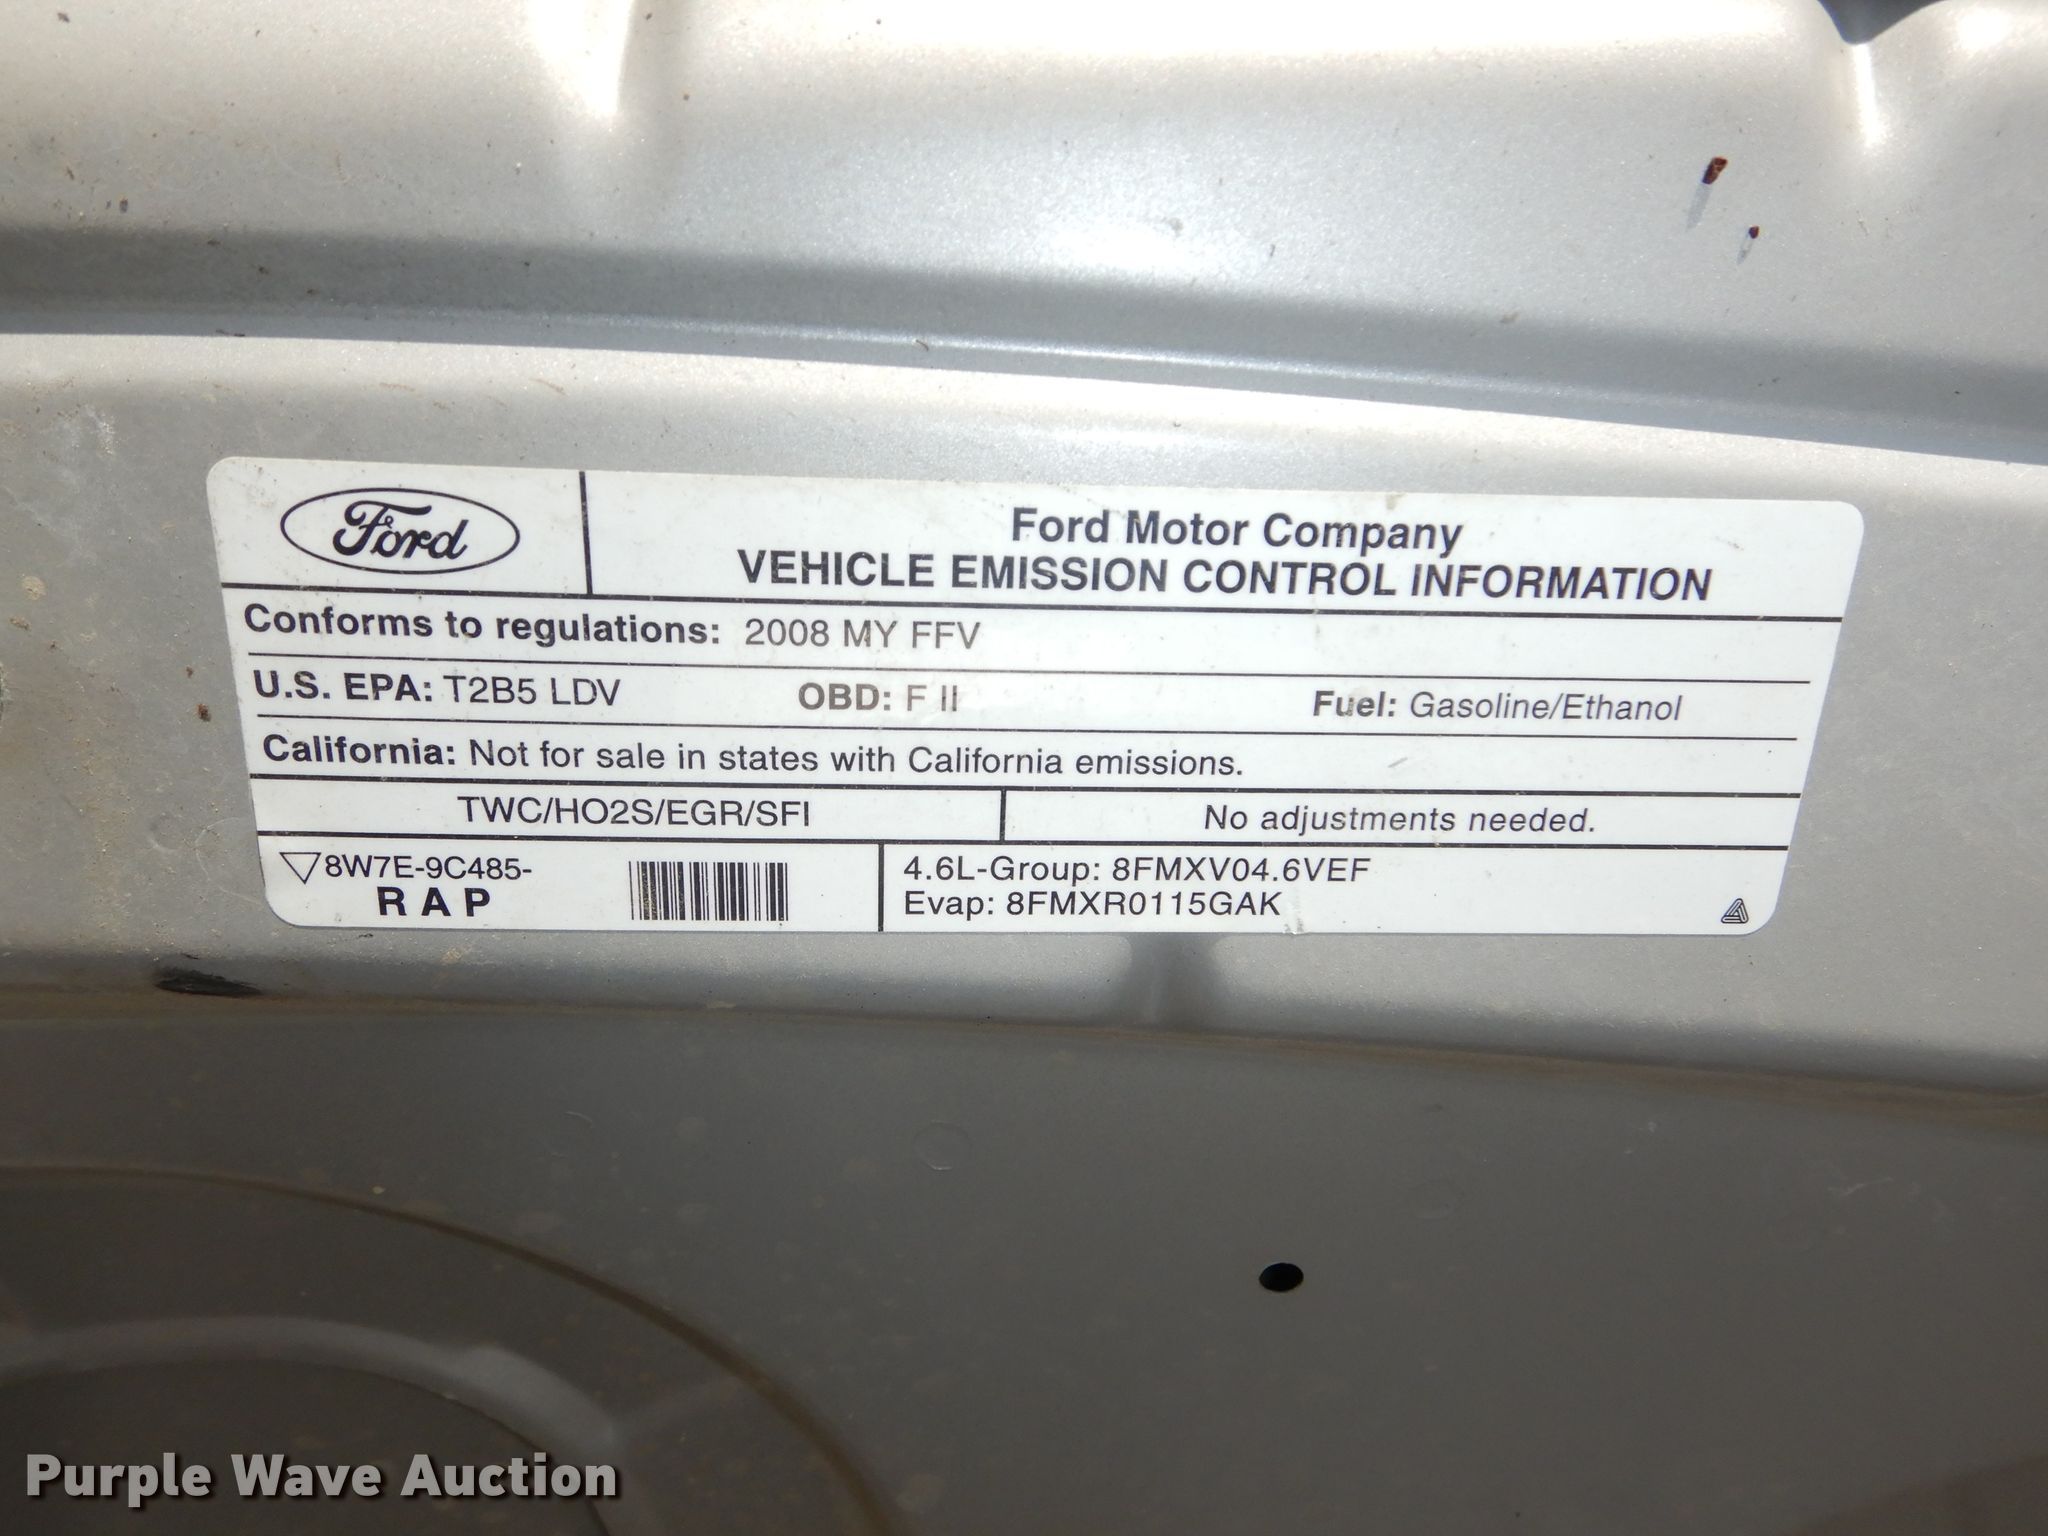 Ford
Ford Motor Company
VEHICLE EMISSION CONTROL INFORMATION
Conforms to regulations: 2008 MY FFV
U.S. EPA: T2B5 LDV OBD: F II Fuel: Gasoline/Ethanol
California: Not for sale in states with California emissions.
TWC/HO2S/EGR/SFI No adjustments needed.
8W7E-9C485-
R A P
4.6L-Group: 8FMXV04.6VEF
Evap: 8FMXR0115GAK
Purple Wave Auction